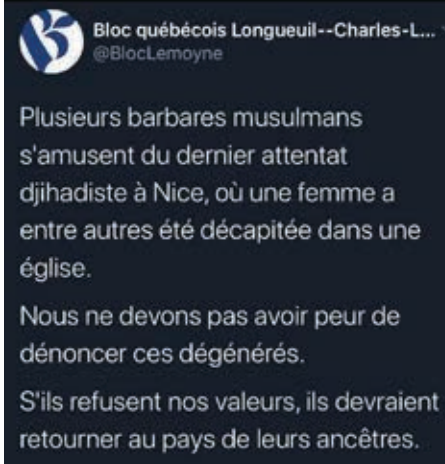 Bloc québécois Longueuil--Charles-L...
@BlocLemoyne
Plusieurs barbares musulmans
s'amusent du dernier attentat
djihadiste à Nice, où une femme a
entre autres été décapitée dans une
église.
Nous ne devons pas avoir peur de
dénoncer ces dégénérés.
S'ils refusent nos valeurs, ils devraient
retourner au pays de leurs ancêtres.